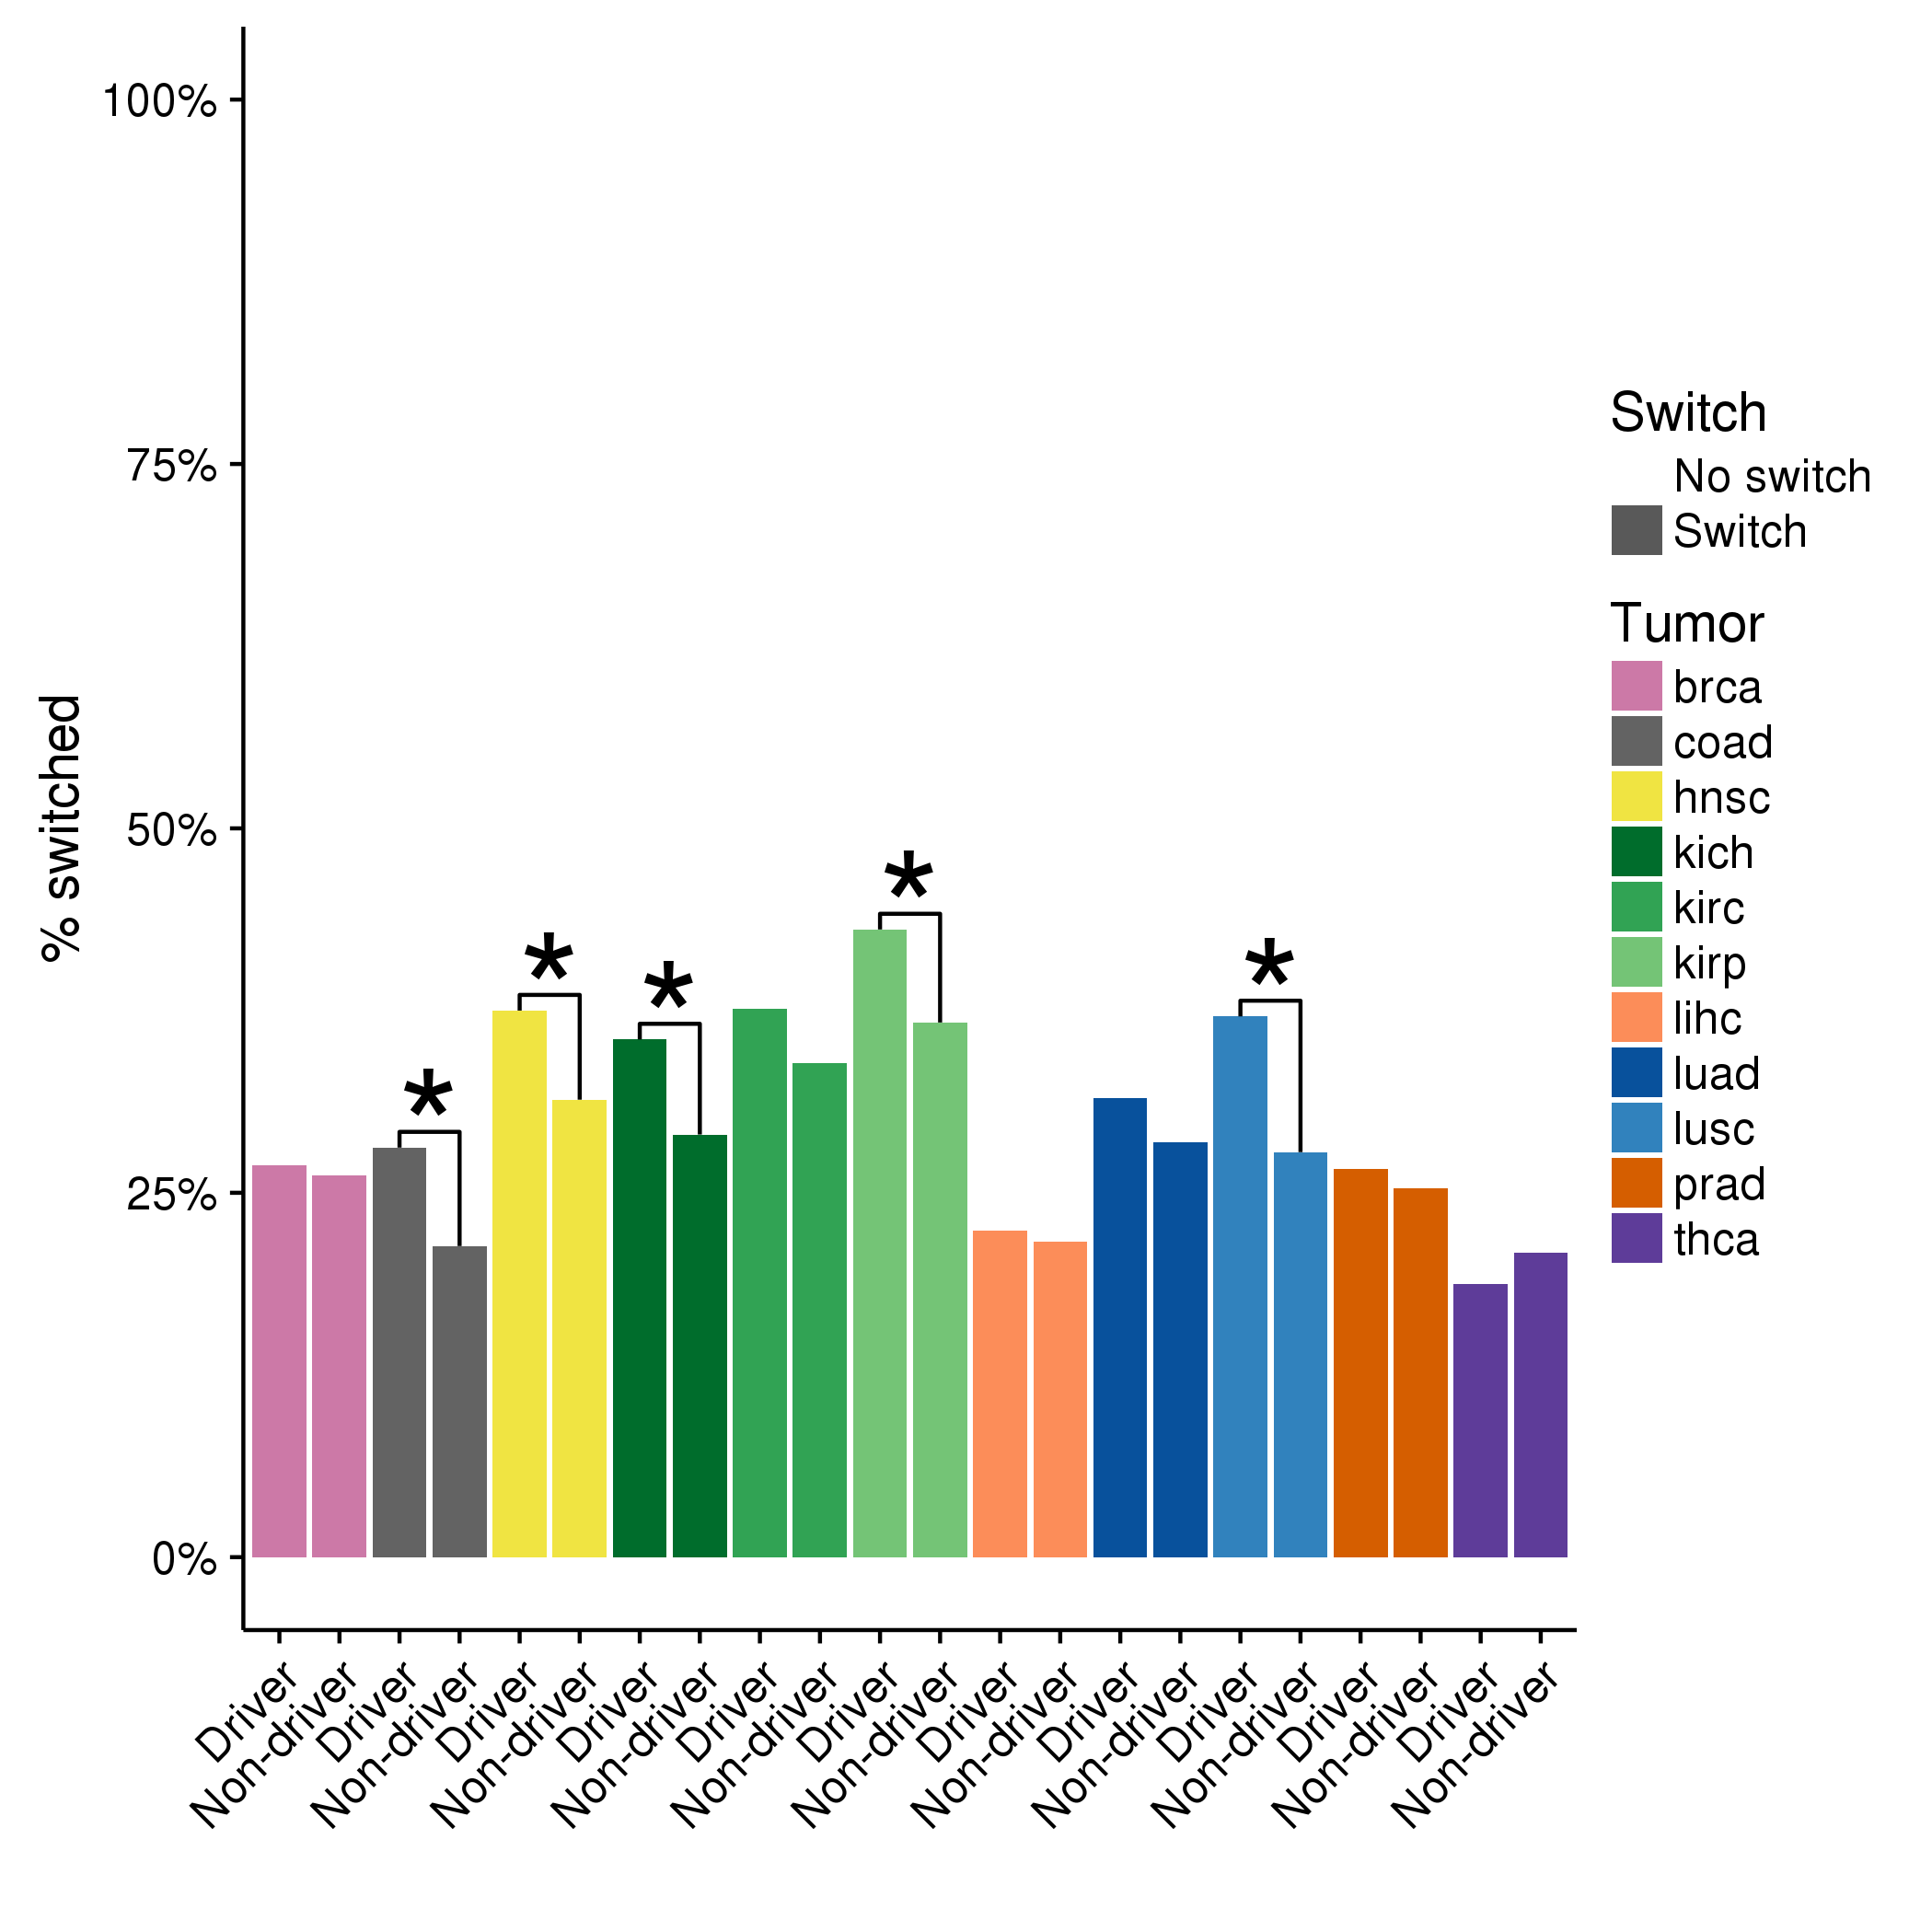 100%
75%
50%
25%
0%
% switched
*
*
*
*
*
Driver
Non-driver
Driver
Non-driver
Driver
Non-driver
Driver
Non-driver
Driver
Non-driver
Driver
Non-driver
Driver
Non-driver
Driver
Non-driver
Driver
Non-driver
Driver
Non-driver
Driver
Non-driver
Switch
No switch
Switch
Tumor
brca
coad
hnsc
kich
kirc
kirp
lihc
luad
lusc
prad
thca